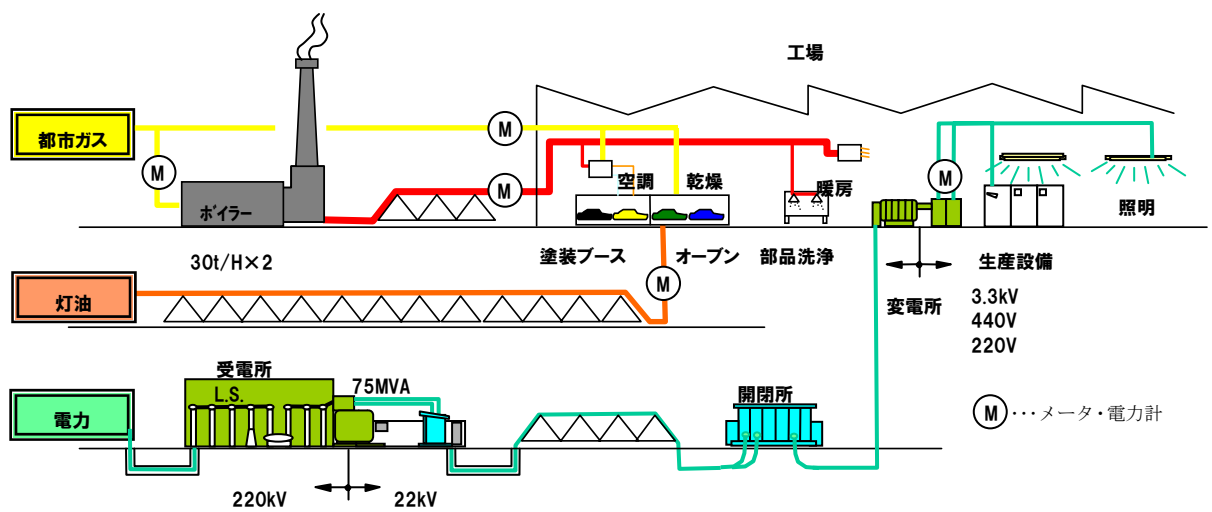 工場
都市ガス
M
M
M
M
空調
乾燥
暖房
ボイラー
照明
30t/H×2
塗装ブース
オーブン
部品洗浄
生産設備
灯油
M
変電所
3.3kV
440V
220V
受電所
L.S.
75MVA
開閉所
電力
M･･･メータ・電力計
220kV
22kV